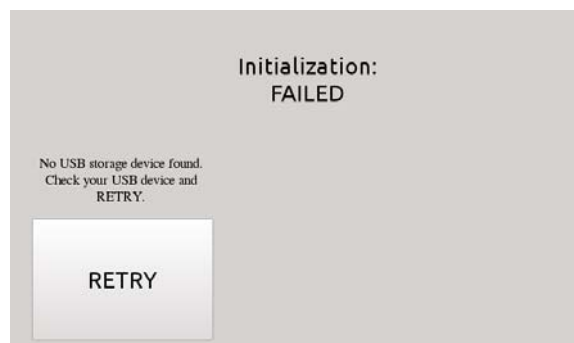 Initialization:
FAILED
No USB storage device found.
Check your USB device and
RETRY.
RETRY